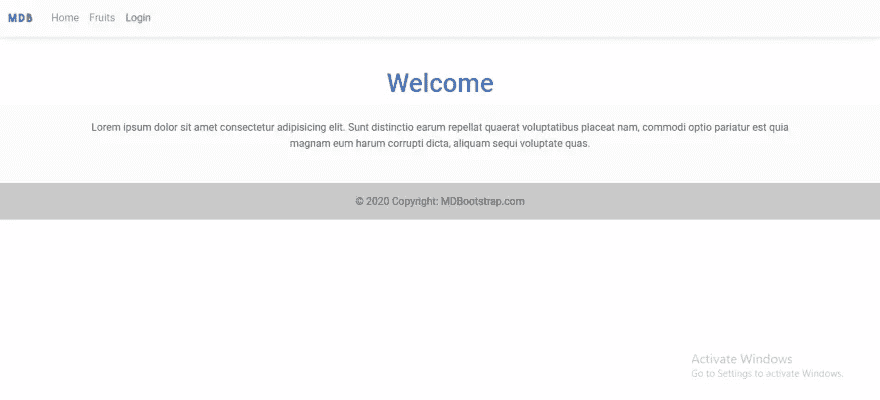 MDB Home Fruits Login
Welcome
Lorem ipsum dolor sit amet consectetur adipisicing elit. Sunt distinctio earum repellat quaerat voluptatibus placeat nam, commodi optio pariatur est quia
magnam eum harum corrupti dicta, aliquam sequi voluptate quas.
© 2020 Copyright: MDBootstrap.com
Activate Windows
Go to Settings to activate Windows.